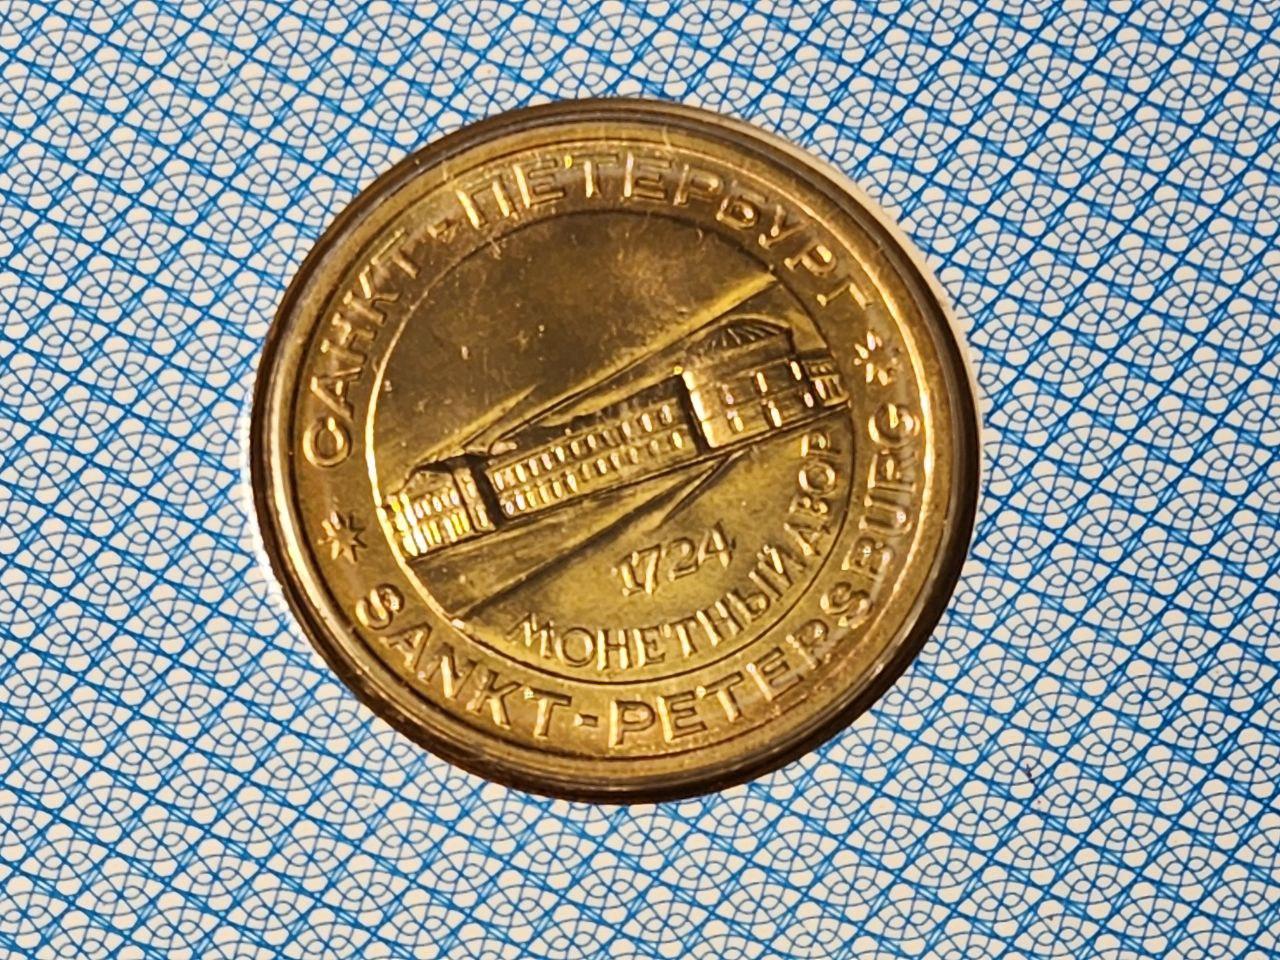 САНКТ-ПЕТЕРБУРГ
1724
МОНЕТНЫЙ ДВОР
SANKT-PETERSBURG